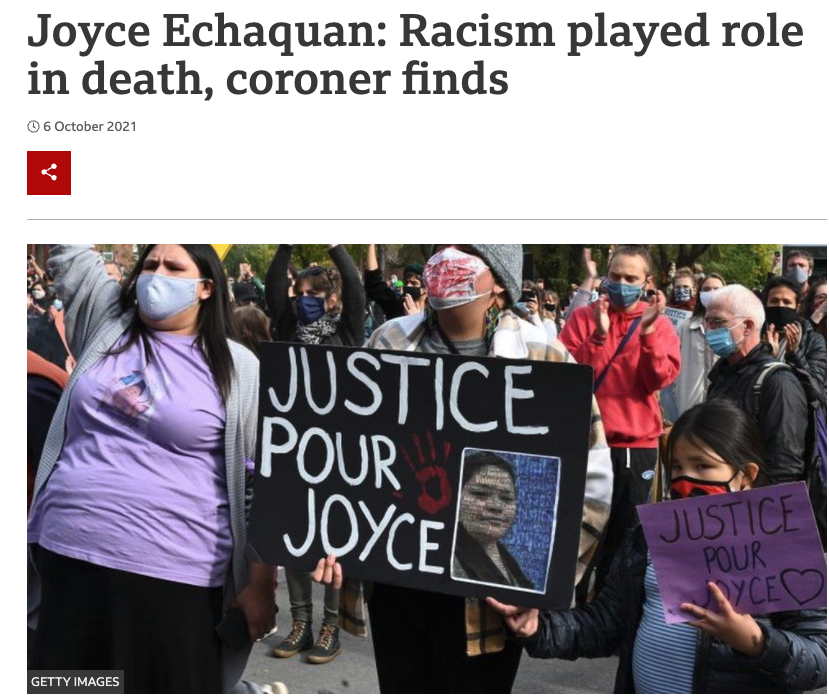 Joyce Echaquan: Racism played role
in death, coroner finds
6 October 2021
JUSTICE
POUR
JOYCE
JUSTICE
POUR
JOYCE
GETTY IMAGES